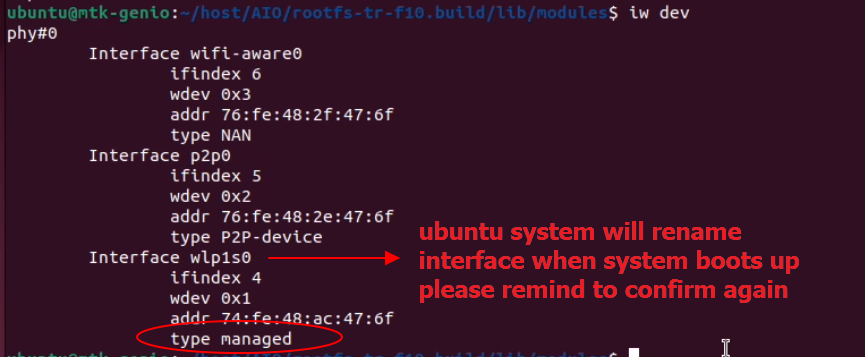 ubuntu@mtk-genio:~/host/AIO/rootfs-tr-f10.build/lib/modules$ iw dev
phy#0
Interface wifi-aware0
ifindex 6
wdev 0x3
addr 76:fe:48:2f:47:6f
type NAN
Interface p2p0
ifindex 5
wdev 0x2
addr 76:fe:48:2e:47:6f
type P2P-device
Interface wlp1s0
ifindex 4
wdev 0x1
addr 74:fe:48:ac:47:6f
type managed
ubuntu system will rename
interface when system boots up
please remind to confirm again
ubuntu@mtk-genio:~/host/AIO/rootfs-tr-f10.build/lib/modules$